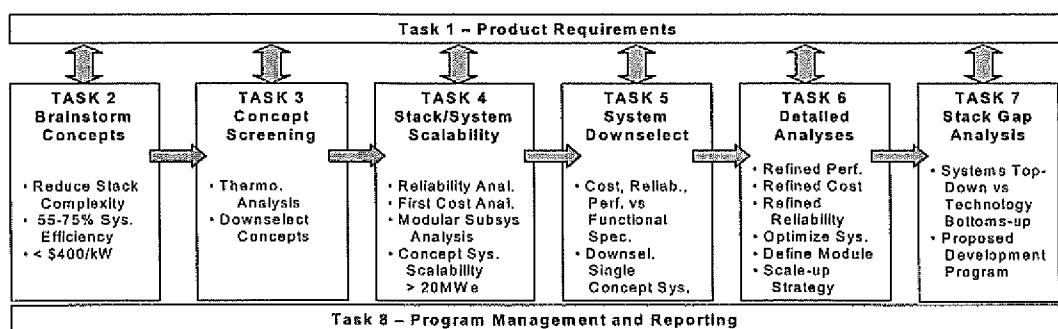 Task 1 – Product Requirements
TASK 2
Brainstorm
Concepts
• Reduce Stack
Complexity
• 55-75% Sys.
Efficiency
• < $400/kW
TASK 3
Concept
Screening
• Thermo.
Analysis
• Downselect
Concepts
TASK 4
Stack/System
Scalability
• Reliability Anal.
• First Cost Anal.
• Modular Subsys
Analysis
• Concept Sys.
Scalability
> 20MWe
TASK 5
System
Downselect
• Cost, Reliab.,
Perf. vs
Functional
Spec.
• Downsel.
Single
Concept Sys.
TASK 6
Detailed
Analyses
• Refined Perf.
• Refined Cost
• Refined
Reliability
• Optimize Sys.
• Define Module
• Scale-up
Strategy
TASK 7
Stack Gap
Analysis
• Systems Top-
Down vs
Technology
Bottoms-up
• Proposed
Development
Program
Task 8 – Program Management and Reporting